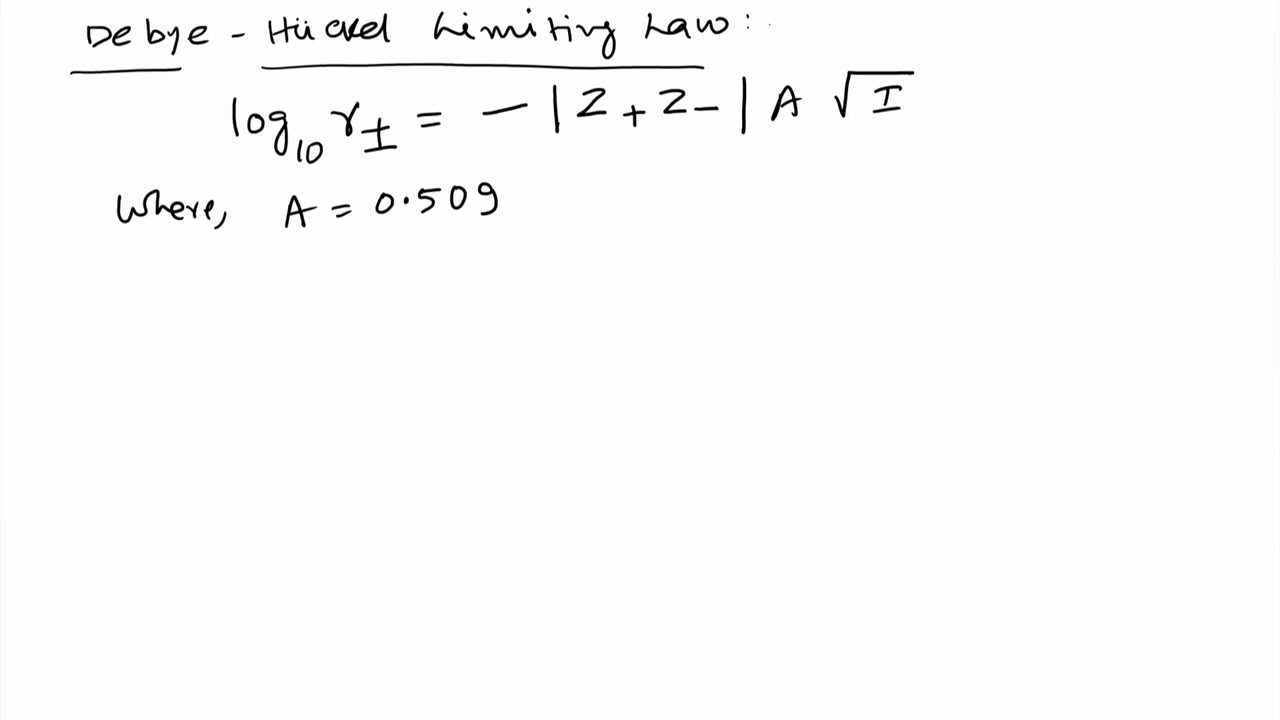 Debye - Hückel Limiting Law:
log₁₀ γ± = - |Z₊Z₋| A √I
Where, A = 0.509